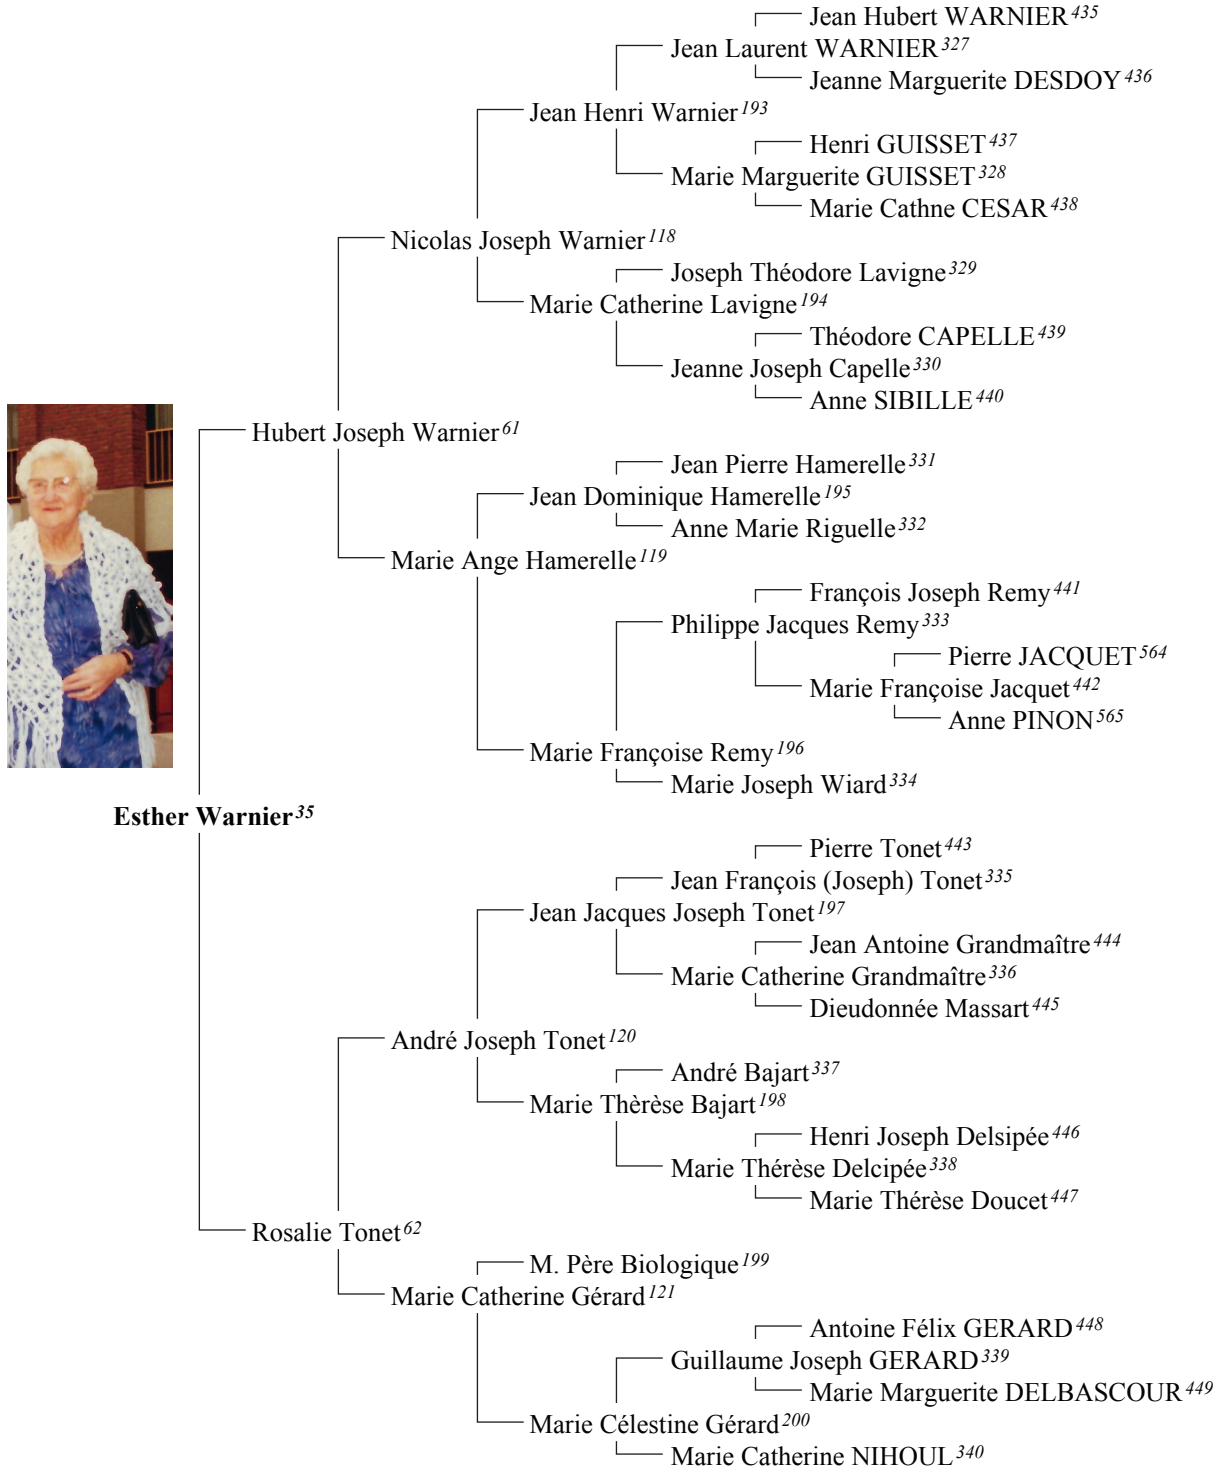 Jean Hubert WARNIER 435
Jean Laurent WARNIER 327
Jeanne Marguerite DESDOY 436
Jean Henri Warnier 193
Henri GUISSET 437
Marie Marguerite GUISSET 328
Marie Cathne CESAR 438
Nicolas Joseph Warnier 118
Joseph Théodore Lavigne 329
Marie Catherine Lavigne 194
Théodore CAPELLE 439
Jeanne Joseph Capelle 330
Anne SIBILLE 440
Hubert Joseph Warnier 61
Jean Pierre Hamerelle 331
Jean Dominique Hamerelle 195
Anne Marie Riguelle 332
Marie Ange Hamerelle 119
François Joseph Remy 441
Philippe Jacques Remy 333
Pierre JACQUET 564
Marie Françoise Jacquet 442
Anne PINON 565
Marie Françoise Remy 196
Marie Joseph Wiard 334
Esther Warnier 35
Pierre Tonet 443
Jean François (Joseph) Tonet 335
Jean Jacques Joseph Tonet 197
Jean Antoine Grandmaître 444
Marie Catherine Grandmaître 336
Dieudonnée Massart 445
André Joseph Tonet 120
André Bajart 337
Marie Thèrèse Bajart 198
Henri Joseph Delsipée 446
Marie Thérèse Delcipée 338
Marie Thérèse Doucet 447
Rosalie Tonet 62
M. Père Biologique 199
Marie Catherine Gérard 121
Antoine Félix GERARD 448
Guillaume Joseph GERARD 339
Marie Marguerite DELBASCOUR 449
Marie Célestine Gérard 200
Marie Catherine NIHOUL 340